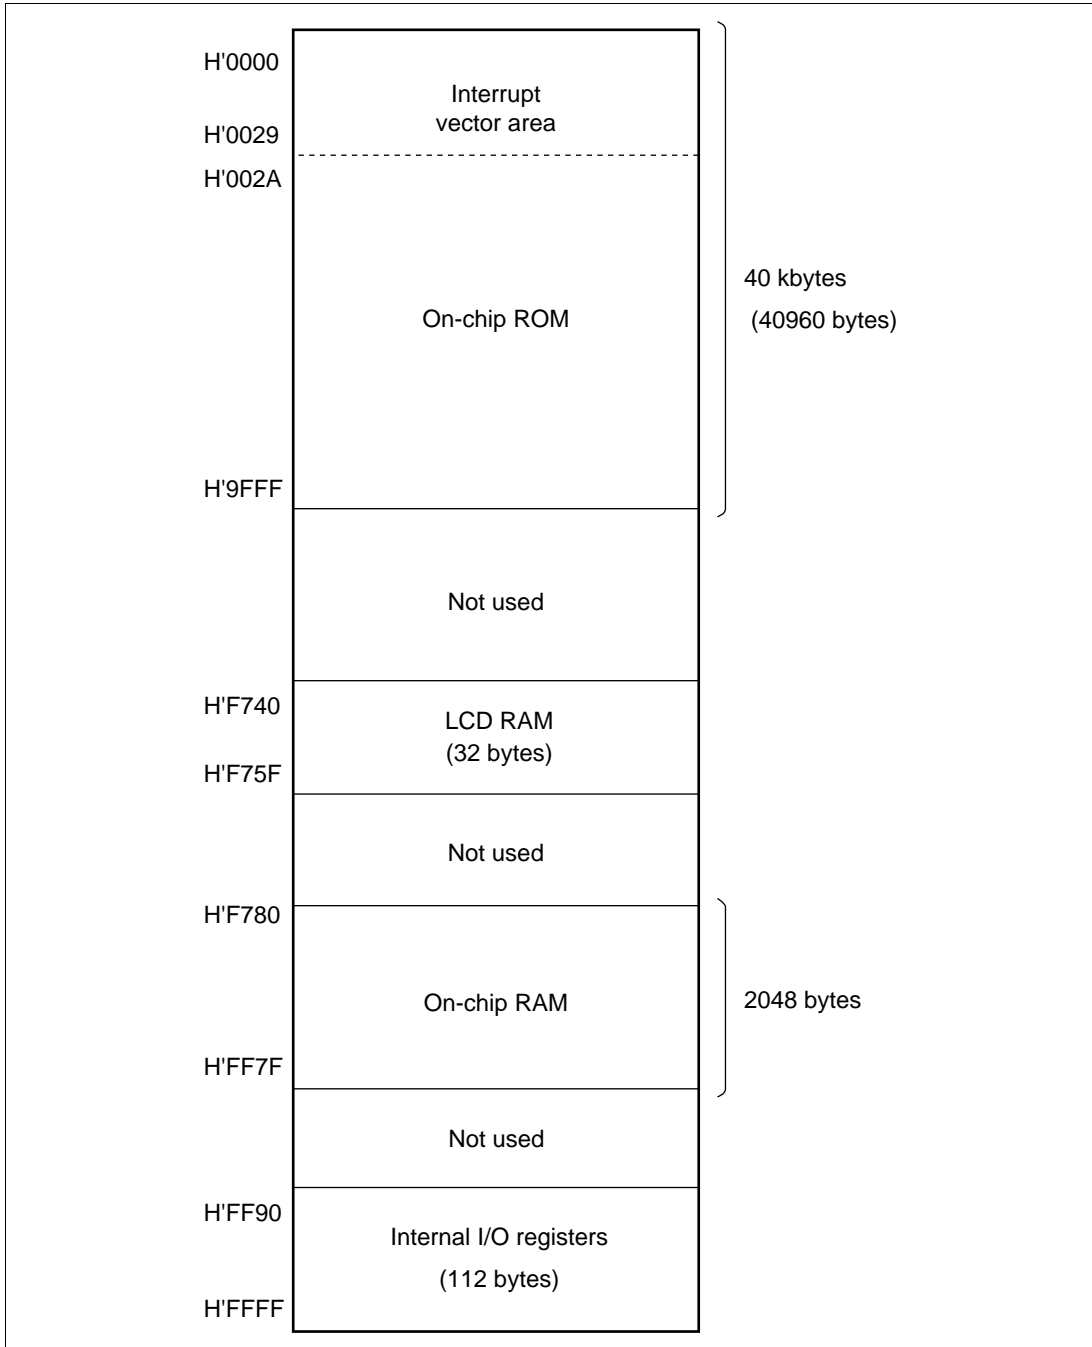 H'0000
Interrupt
vector area
H'0029
H'002A
40 kbytes
(40960 bytes)
On-chip ROM
H'9FFF
Not used
H'F740
LCD RAM
(32 bytes)
H'F75F
Not used
H'F780
On-chip RAM
2048 bytes
H'FF7F
Not used
H'FF90
Internal I/O registers
(112 bytes)
H'FFFF